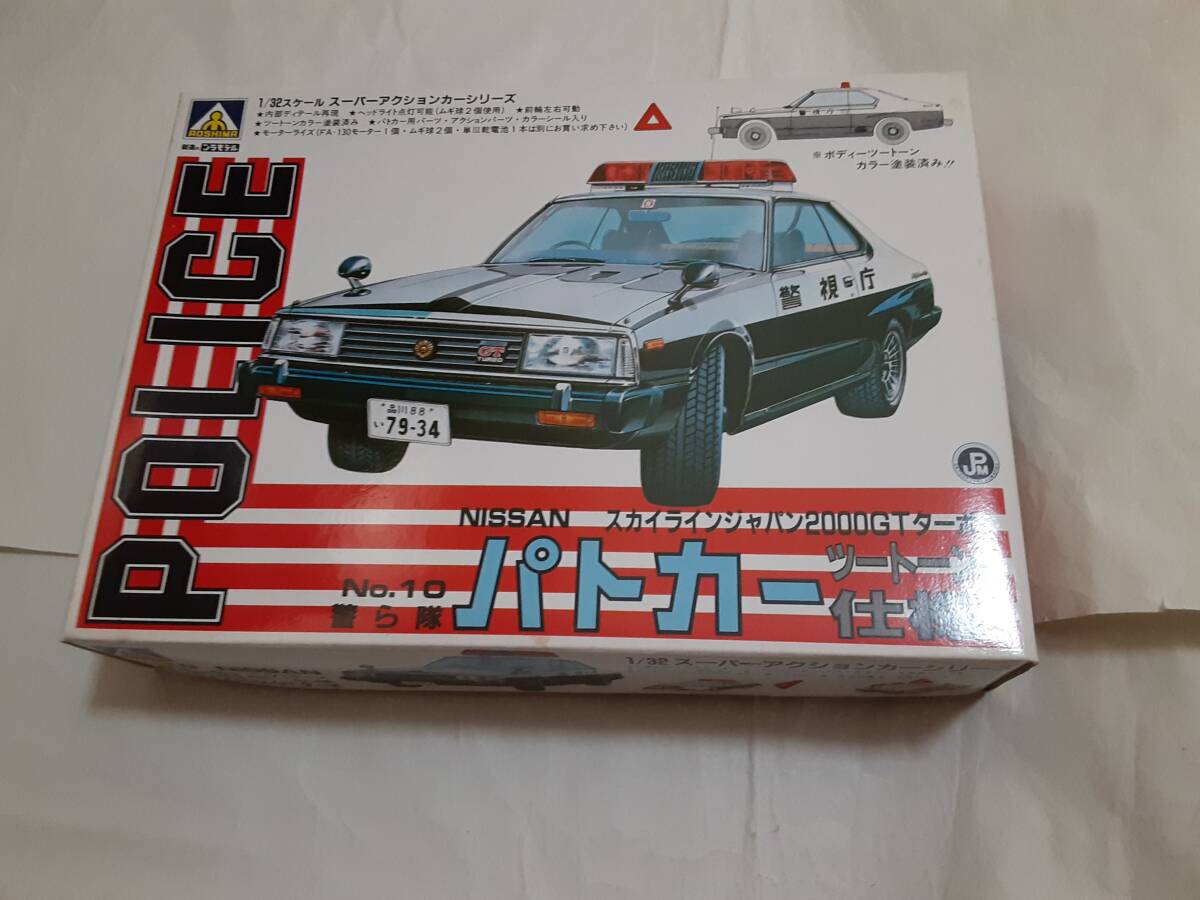 POLICE
AOSHIMA
プラモデル
1/32スケール スーパーアクションカーシリーズ
★内部ディテール再現 ★ヘッドライト点灯可能(ムギ球2個使用) ★前輪左右可動
★ツートーンカラー塗装済み ★パトカー用パーツ・アクションパーツ・カラーシール入り
★モーターライズ(FA-130モーター1個・ムギ球2個・単III乾電池1本は別にお買い求め下さい)
※ボディーツートーン
カラー塗装済み!!
警視庁
GT
TURBO
品川88
い 79-34
JPM
NISSAN スカイラインジャパン2000GTターボ
No.10
警ら隊
パトカー
ツートーン
仕様
NISSAN
1/32 スーパーアクションカーシリー